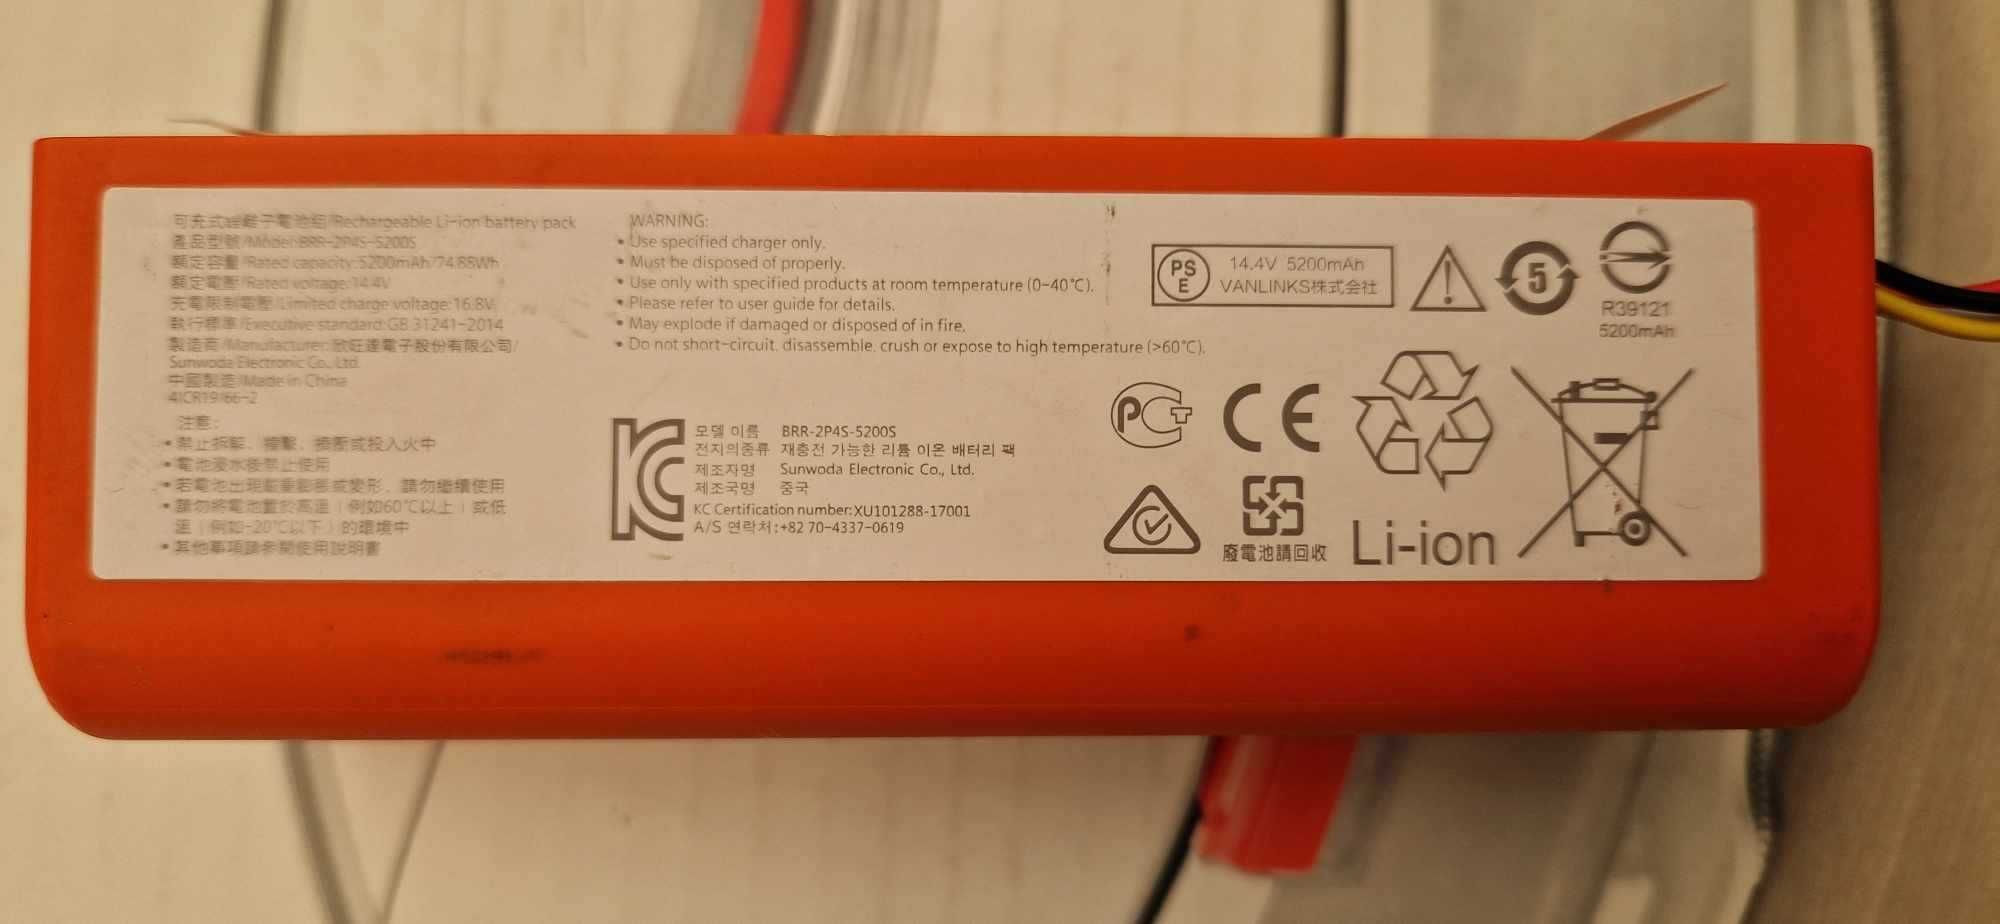 可充式鋰離子電池組/Rechargeable Li-ion battery pack
產品型號/Model:BRR-2P4S-5200S
額定容量/Rated capacity:5200mAh/74.88Wh
額定電壓/Rated voltage:14.4V
充電限制電壓/Limited charge voltage:16.8V
執行標準/Executive standard:GB 31241-2014
製造商/Manufacturer:欣旺達電子股份有限公司/
Sunwoda Electronic Co., Ltd.
中國製造/Made in China
4ICR19/66-2
注意:
• 禁止拆解、撞擊、擠壓或投入火中
• 電池浸水後禁止使用
• 若電池出現嚴重膨脹或變形，請勿繼續使用
• 請勿將電池置於高溫（例如60℃以上）或低
溫（例如-20℃以下）的環境中
• 其他事項請參閱使用說明書
WARNING:
• Use specified charger only.
• Must be disposed of properly.
• Use only with specified products at room temperature (0-40℃).
• Please refer to user guide for details.
• May explode if damaged or disposed of in fire.
• Do not short-circuit, disassemble, crush or expose to high temperature (>60℃).
모델 이름 BRR-2P4S-5200S
전지의종류 재충전 가능한 리튬 이온 배터리 팩
제조자명 Sunwoda Electronic Co., Ltd.
제조국명 중국
KC Certification number:XU101288-17001
A/S 연락처:+82 70-4337-0619
PS
E
14.4V 5200mAh
VANLINKS株式会社
5
R39121
5200mAh
CE
廢電池請回收
Li-ion